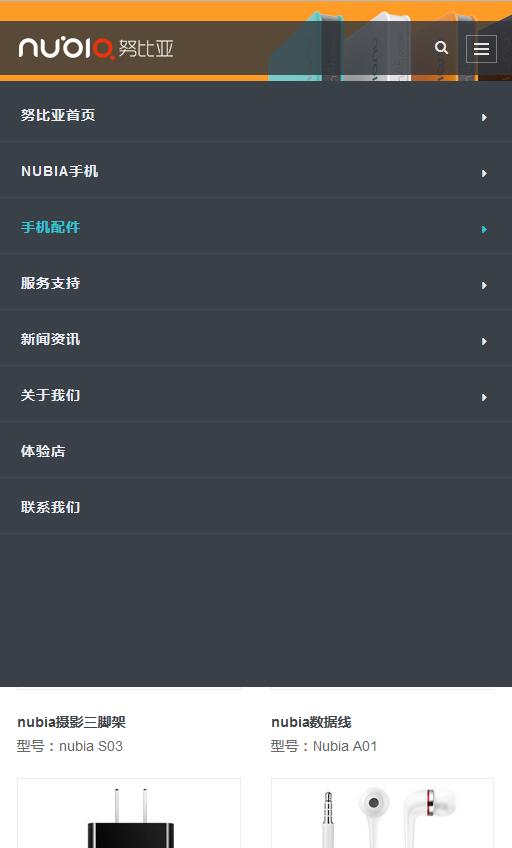 nubia 努比亚
努比亚首页
NUBIA手机
手机配件
服务支持
新闻资讯
关于我们
体验店
联系我们
nubia摄影三脚架
nubia数据线
型号：nubia S03
型号：Nubia A01